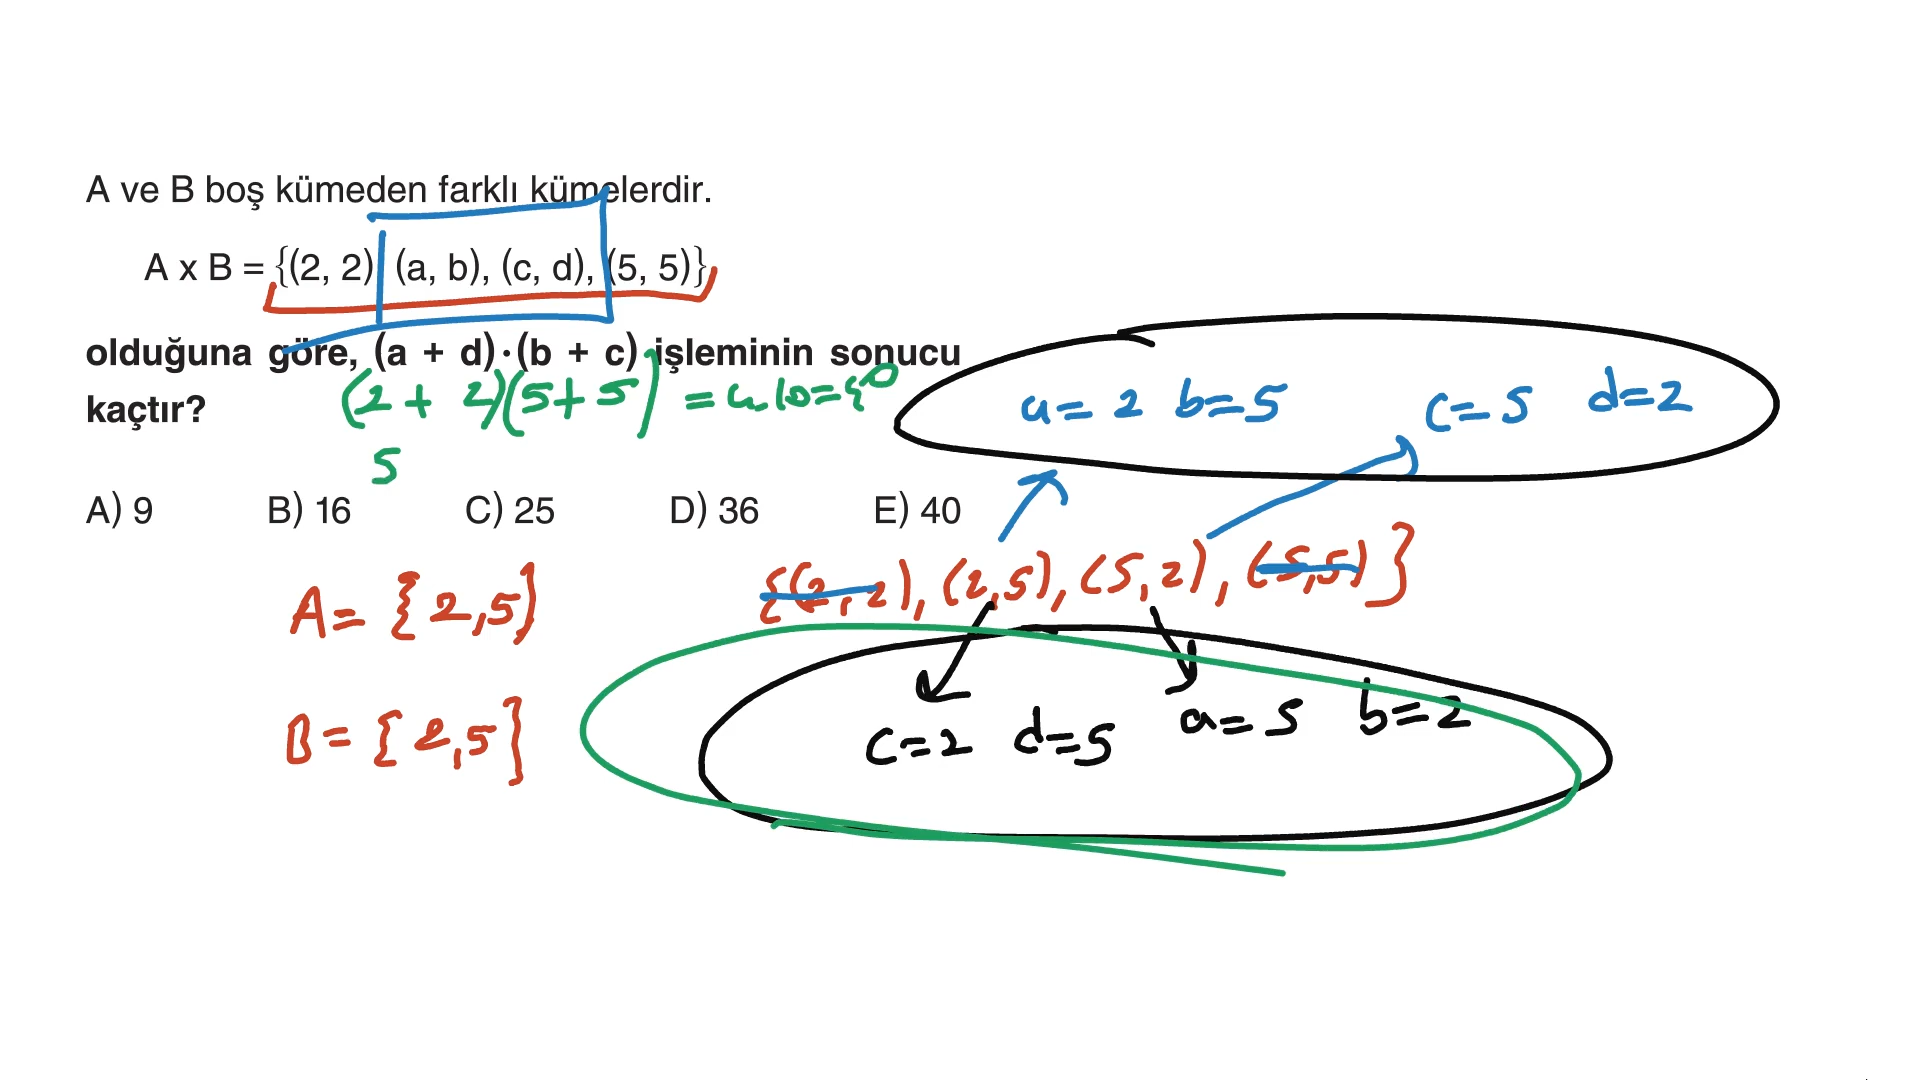 A ve B boş kümeden farklı kümelerdir.
A x B = {(2, 2) (a, b), (c, d), (5, 5)}
olduğuna göre, (a + d)·(b + c) işleminin sonucu
kaçtır?
(2 + 2)(5+5) = 4.10=40
5
a= 2 b=5 c=5 d=2
A) 9 B) 16 C) 25 D) 36 E) 40
{(2,2), (2,5), (5,2), (5,5)}
A= {2,5}
B= {2,5}
c=2 d=5 a=5 b=2